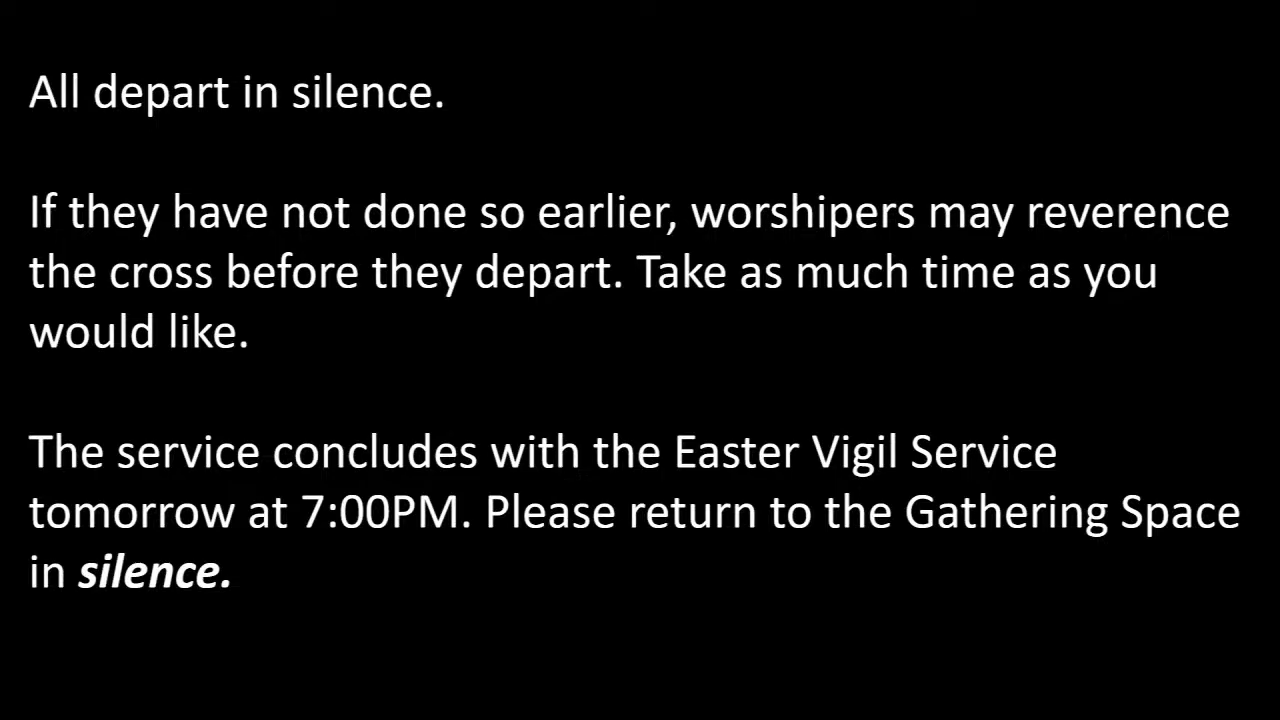 All depart in silence.
If they have not done so earlier, worshipers may reverence
the cross before they depart. Take as much time as you
would like.
The service concludes with the Easter Vigil Service
tomorrow at 7:00PM. Please return to the Gathering Space
in silence.